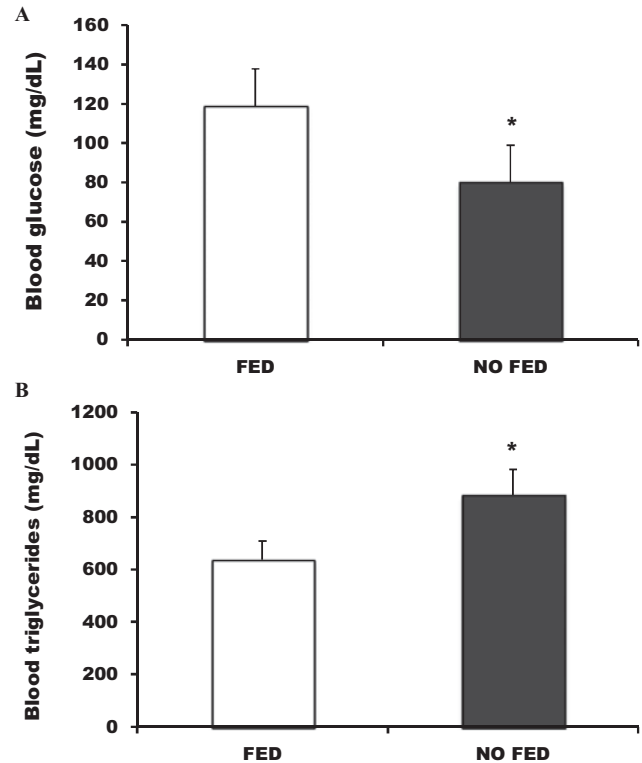 A
Blood glucose (mg/dL)
160
140
120
100
80
60
40
20
0
*
FED
NO FED
B
Blood triglycerides (mg/dL)
1200
1000
800
600
400
200
0
*
FED
NO FED